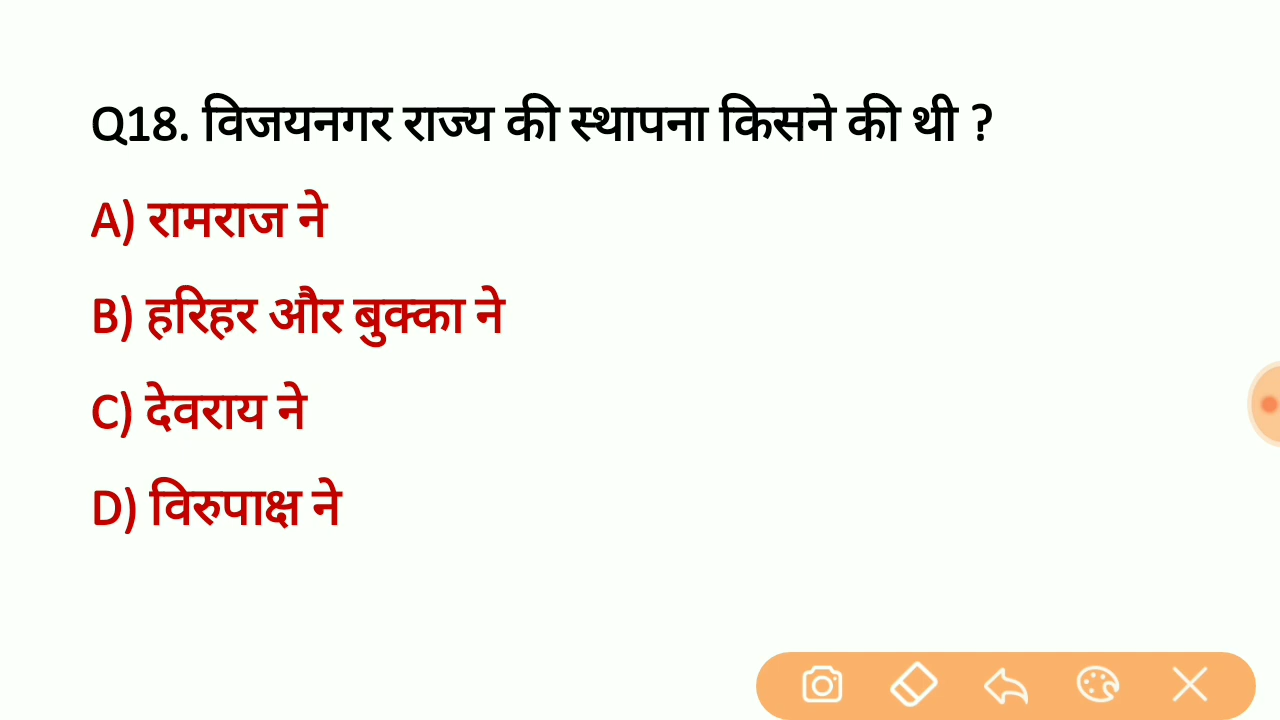 Q18. विजयनगर राज्य की स्थापना किसने की थी ?
A) रामराज ने
B) हरिहर और बुक्का ने
C) देवराय ने
D) विरुपाक्ष ने